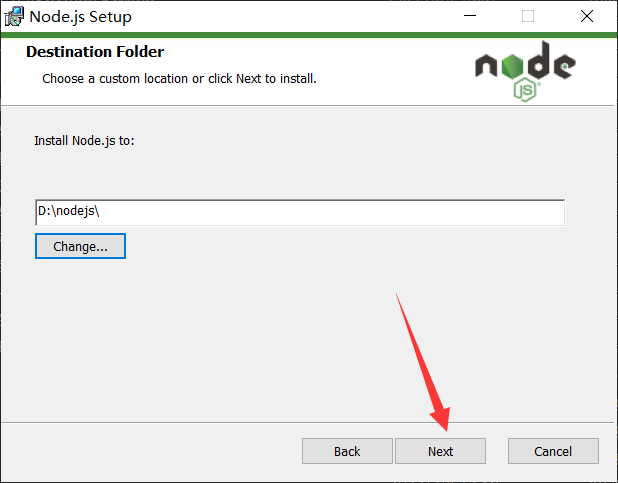 Node.js Setup
Destination Folder
Choose a custom location or click Next to install.
node
JS
Install Node.js to:
D:\nodejs\
Change...
Back
Next
Cancel